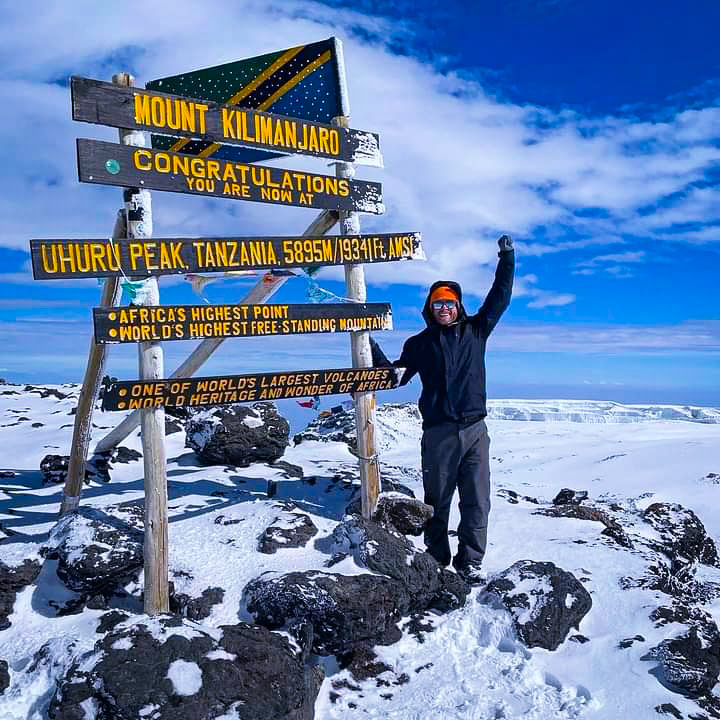 MOUNT KILIMANJARO
CONGRATULATIONS
YOU ARE NOW AT
UHURU PEAK, TANZANIA, 5895M/19341Ft. AMSL
• AFRICA'S HIGHEST POINT
• WORLD'S HIGHEST FREE-STANDING MOUNTAIN
• ONE OF WORLD'S LARGEST VOLCANOES
• WORLD HERITAGE AND WONDER OF AFRICA